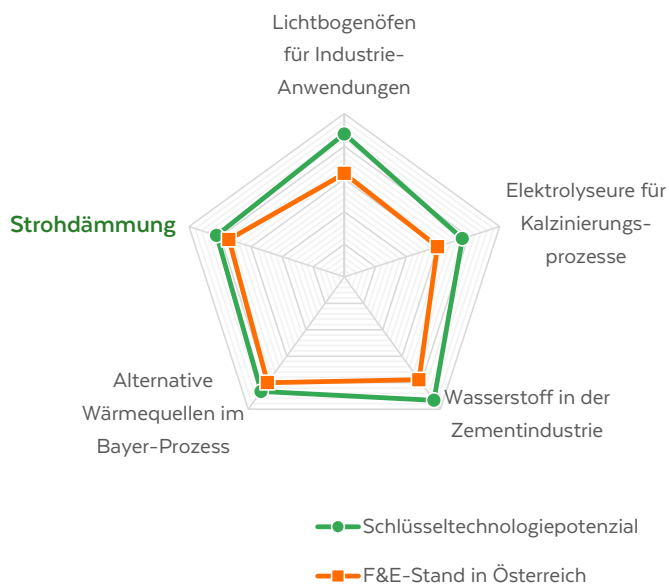 Lichtbogenöfen
für Industrie-
Anwendungen
Elektrolyseure für
Kalzinierungs-
prozesse
Strohdämmung
Alternative
Wärmequellen im
Bayer-Prozess
Wasserstoff in der
Zementindustrie
Schlüsseltechnologiepotenzial
F&E-Stand in Österreich